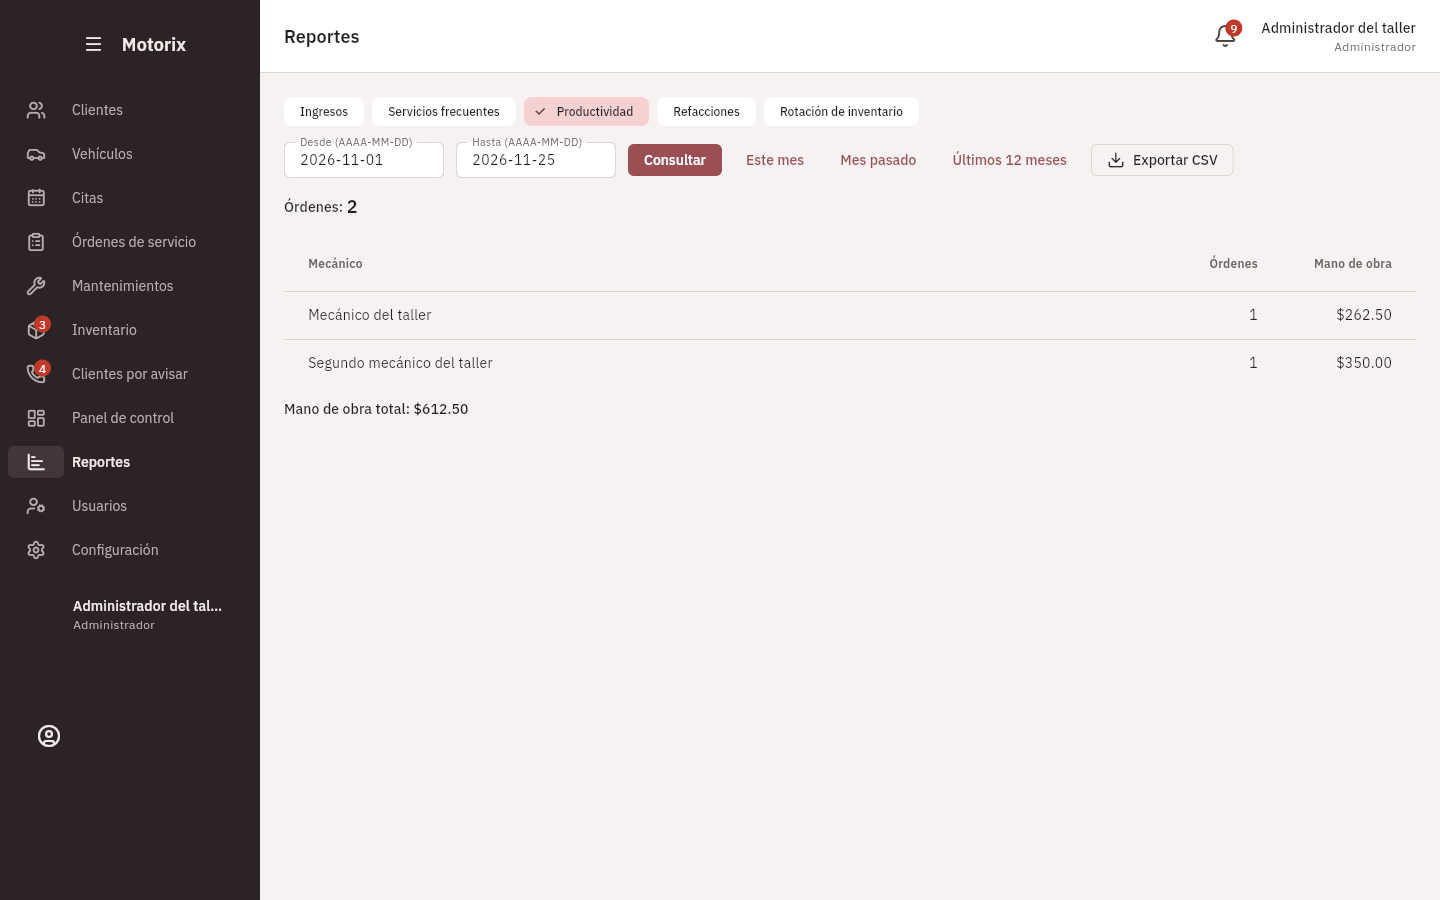 Motorix
Clientes
Vehículos
Citas
Órdenes de servicio
Mantenimientos
3
Inventario
4
Clientes por avisar
Panel de control
Reportes
Usuarios
Configuración
Administrador del tal...
Administrador
Reportes
9
Administrador del taller
Administrador
Ingresos
Servicios frecuentes
Productividad
Refacciones
Rotación de inventario
Desde (AAAA-MM-DD)
2026-11-01
Hasta (AAAA-MM-DD)
2026-11-25
Consultar
Este mes
Mes pasado
Últimos 12 meses
Exportar CSV
Órdenes: 2
Mecánico Órdenes Mano de obra
Mecánico del taller 1 $262.50
Segundo mecánico del taller 1 $350.00
Mano de obra total: $612.50